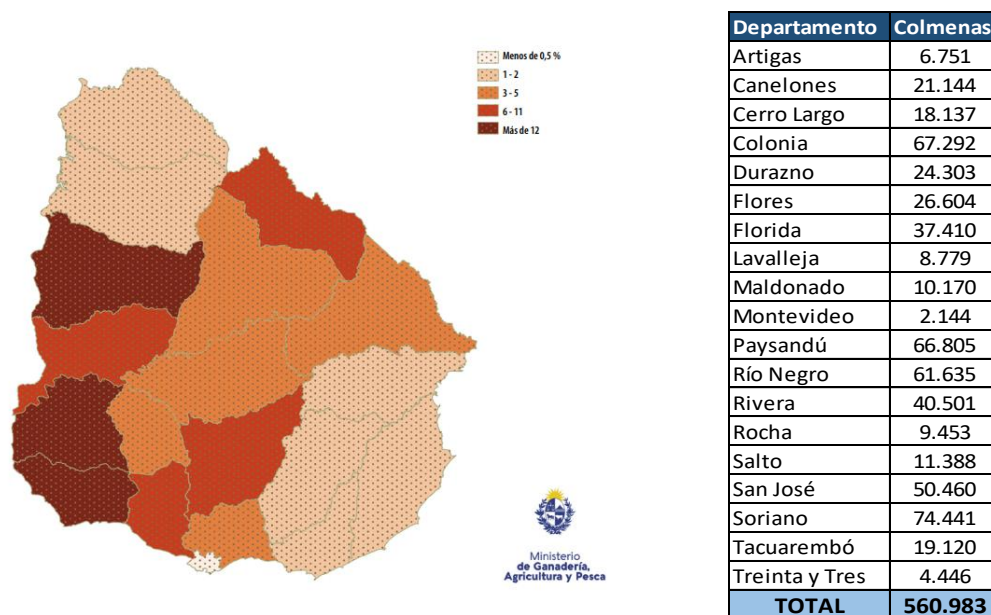 Menos de 0,5 %
1 - 2
3 - 5
6 - 11
Más de 12
Ministerio
de Ganadería,
Agricultura y Pesca
Departamento Colmenas
Artigas 6.751
Canelones 21.144
Cerro Largo 18.137
Colonia 67.292
Durazno 24.303
Flores 26.604
Florida 37.410
Lavalleja 8.779
Maldonado 10.170
Montevideo 2.144
Paysandú 66.805
Río Negro 61.635
Rivera 40.501
Rocha 9.453
Salto 11.388
San José 50.460
Soriano 74.441
Tacuarembó 19.120
Treinta y Tres 4.446
TOTAL 560.983